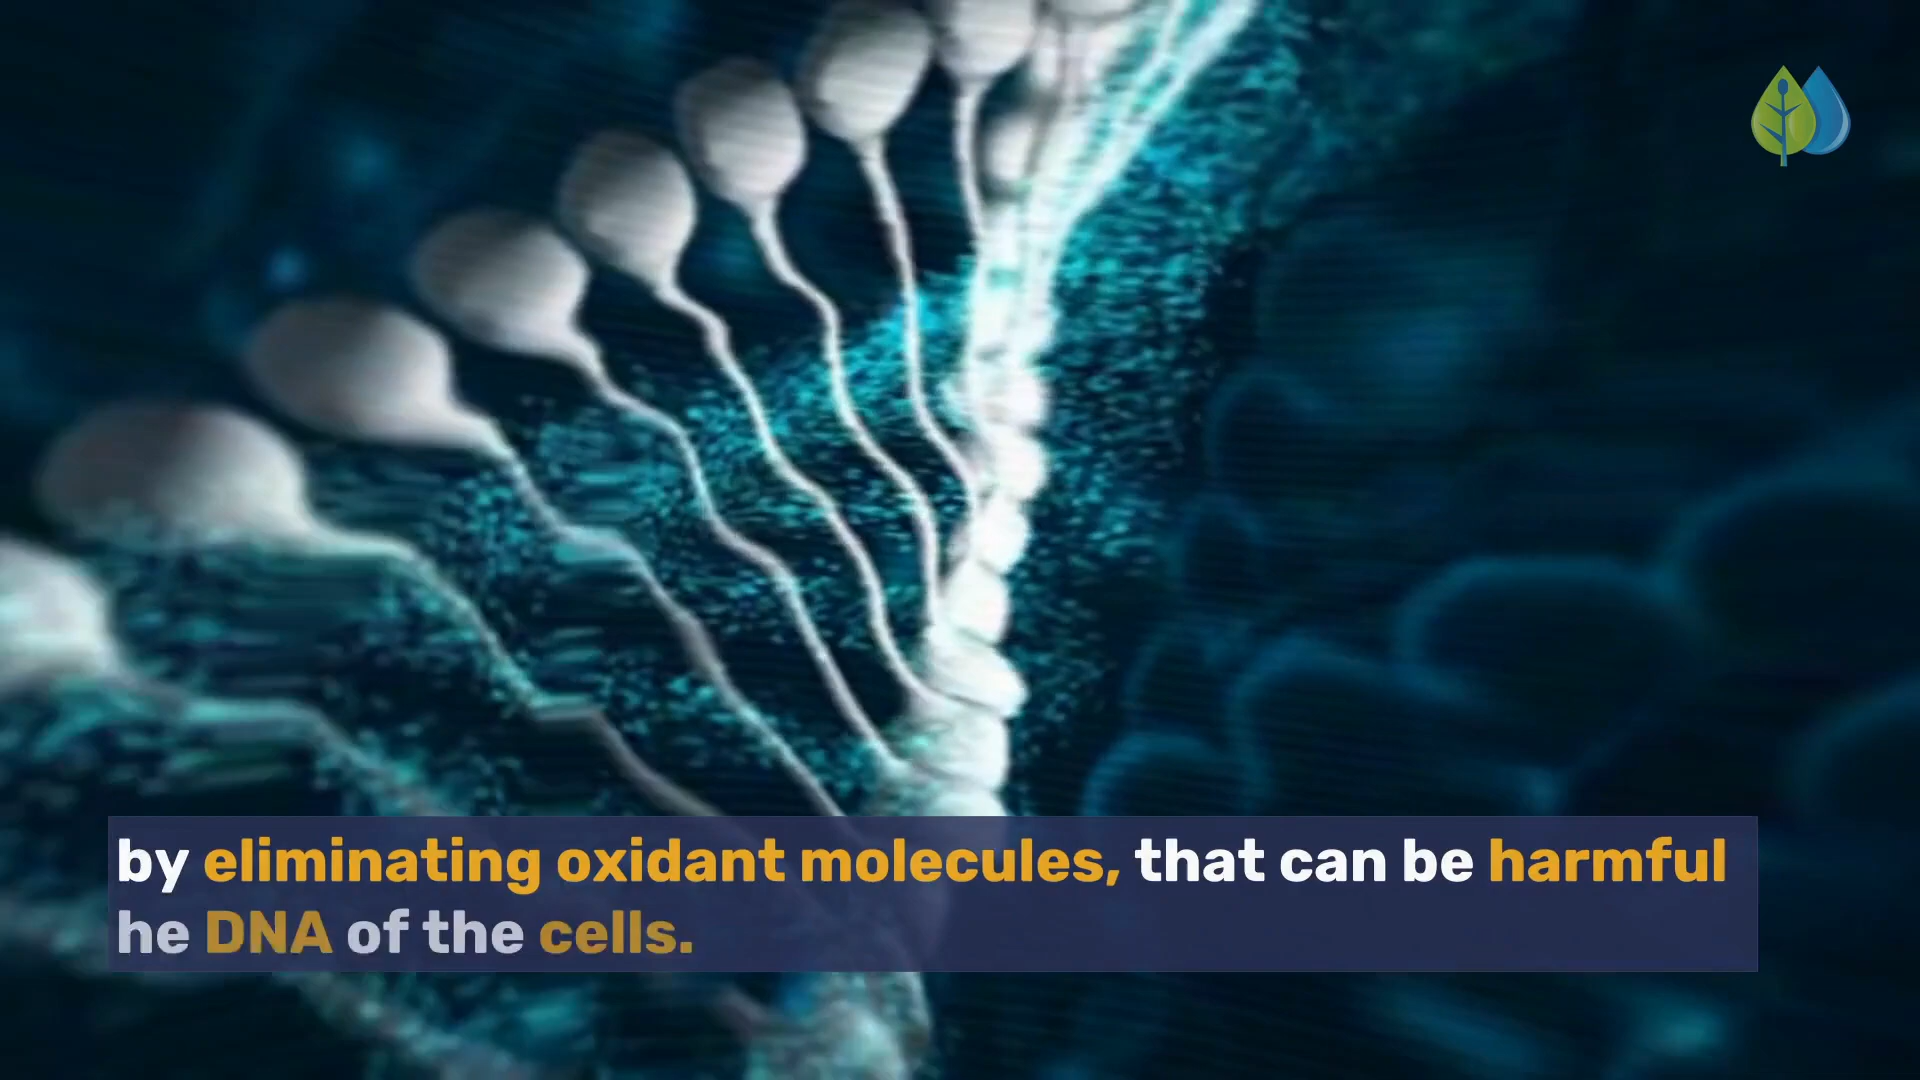 by eliminating oxidant molecules, that can be harmful
he DNA of the cells.